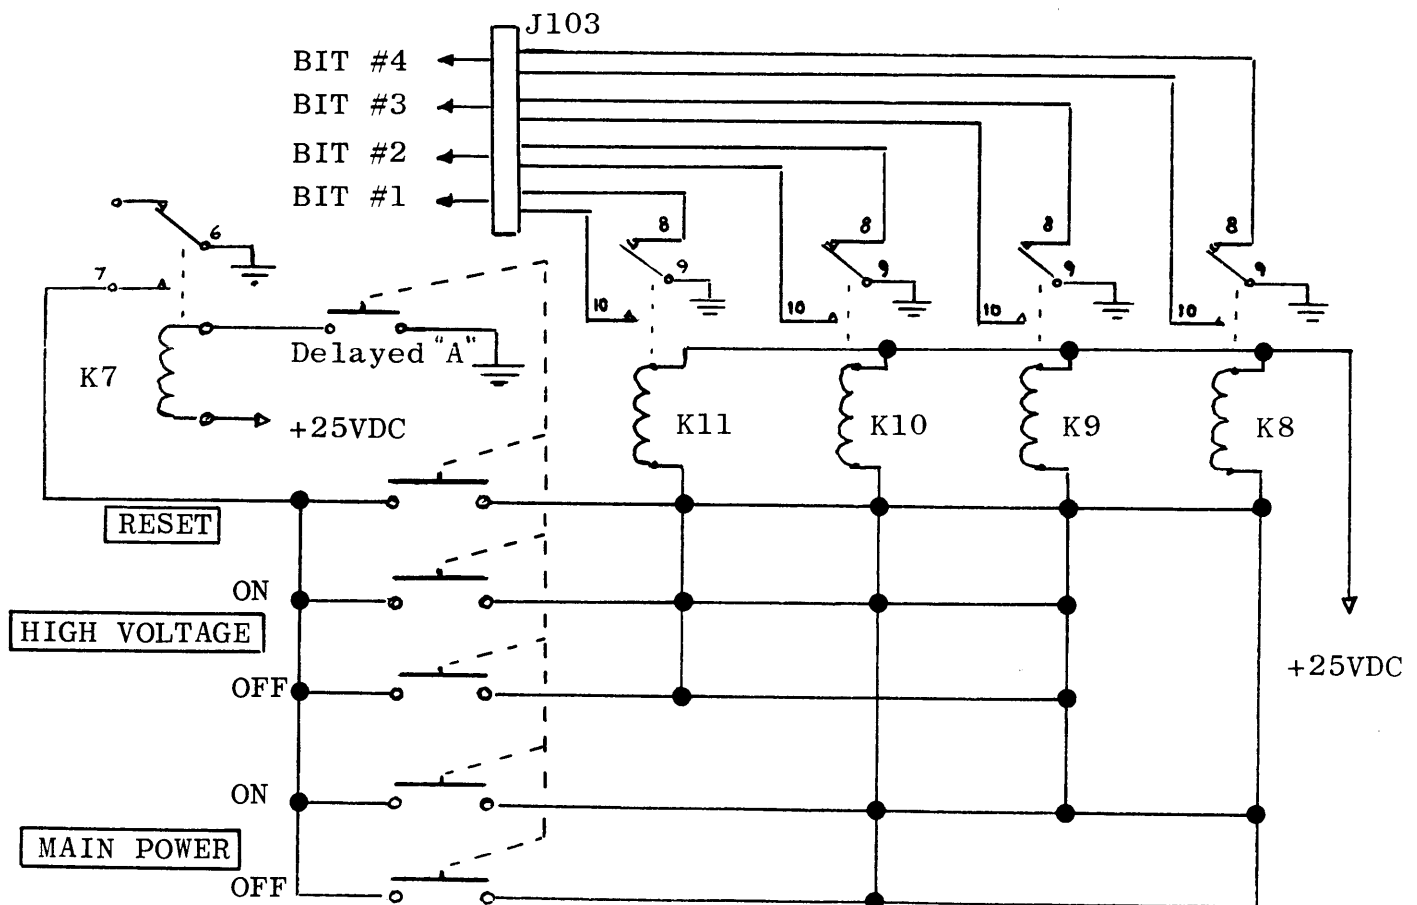 J103
BIT #4
BIT #3
BIT #2
BIT #1
6
7
8
9
10
8
9
10
8
9
10
8
9
10
Delayed "A"
K7
+25VDC
K11
K10
K9
K8
RESET
ON
HIGH VOLTAGE
OFF
+25VDC
ON
MAIN POWER
OFF